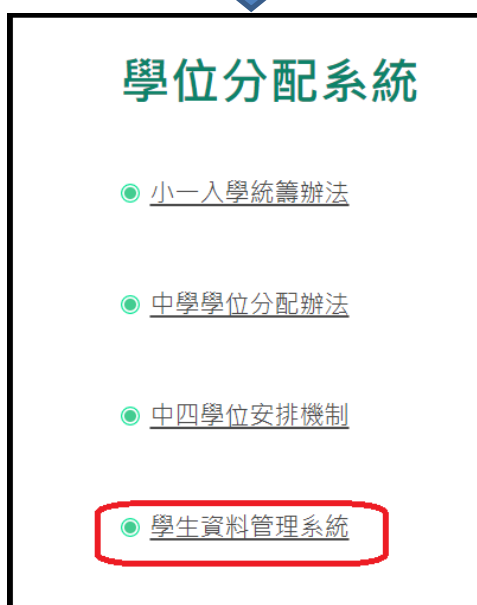 學位分配系統
小一入學統籌辦法
中學學位分配辦法
中四學位安排機制
學生資料管理系統